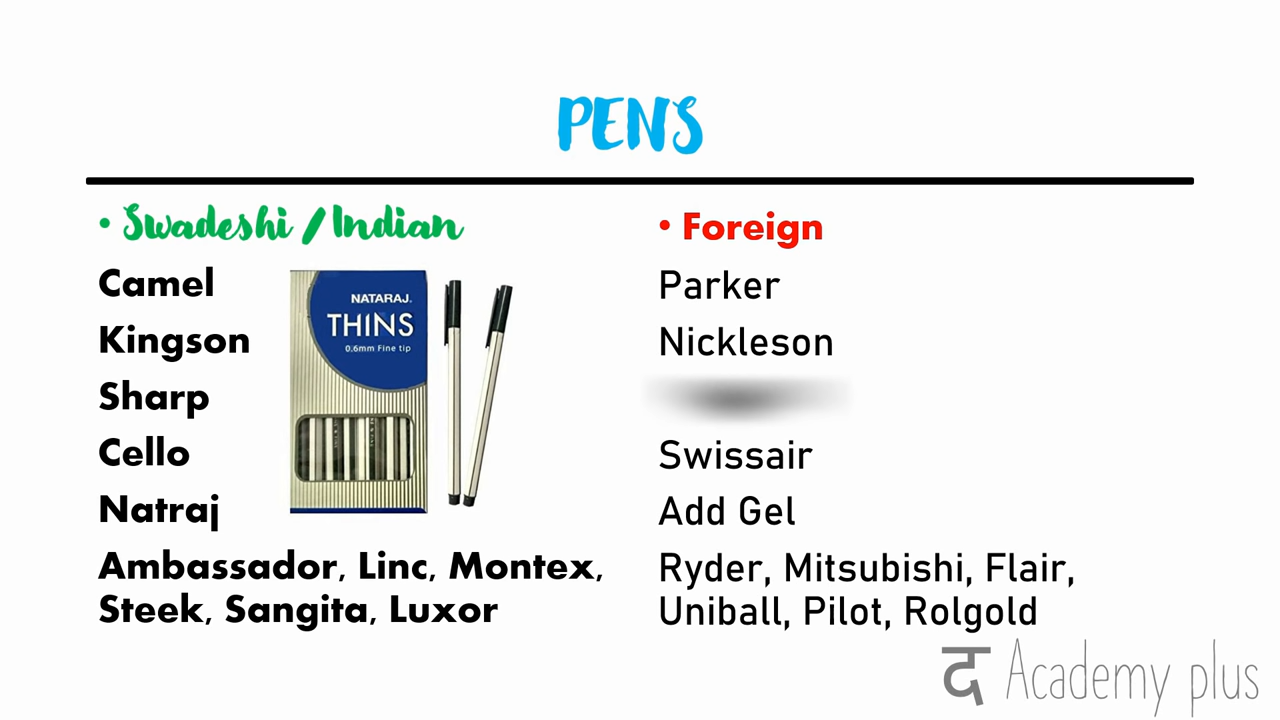 PENS
• Swadeshi / Indian
Camel
Kingson
Sharp
Cello
Natraj
Ambassador, Linc, Montex,
Steek, Sangita, Luxor
NATARAJ.
THINS
0.6mm Fine tip
• Foreign
Parker
Nickleson
Swissair
Add Gel
Ryder, Mitsubishi, Flair,
Uniball, Pilot, Rolgold
द Academy plus